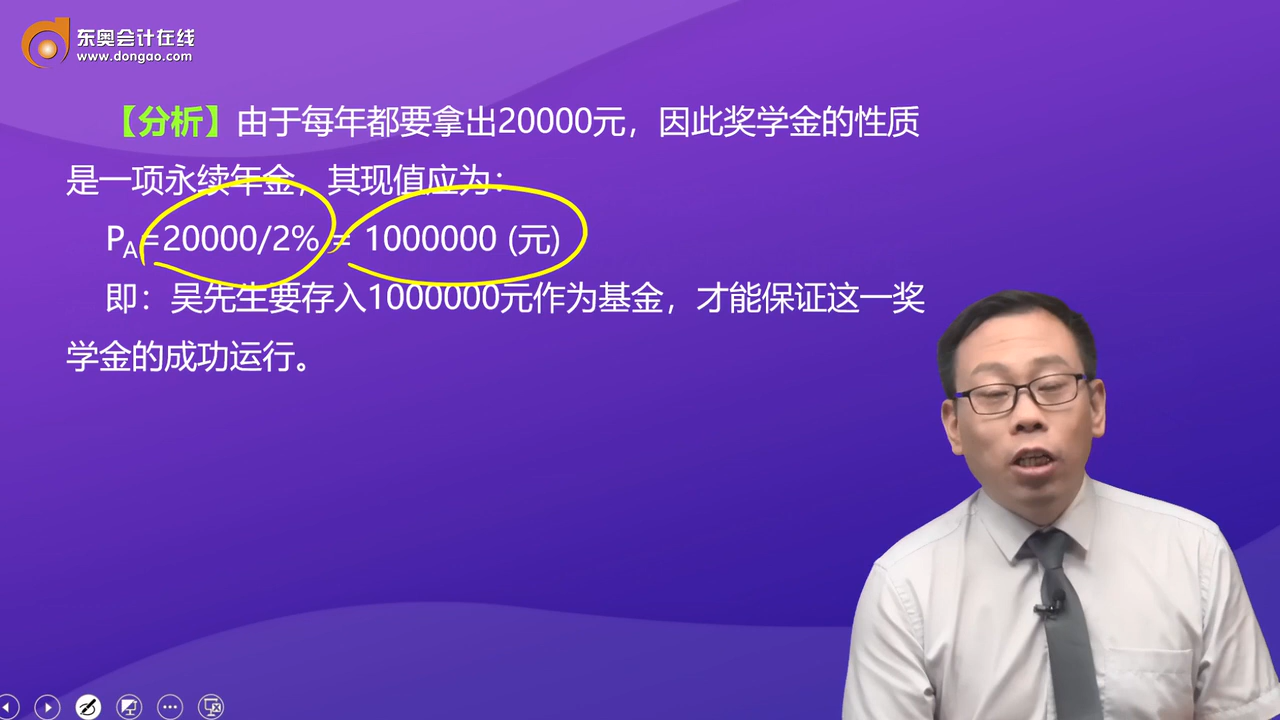 东奥会计在线
www.dongao.com
【分析】由于每年都要拿出20000元，因此奖学金的性质
是一项永续年金，其现值应为：
PA=20000/2% = 1000000 (元)
即：吴先生要存入1000000元作为基金，才能保证这一奖
学金的成功运行。